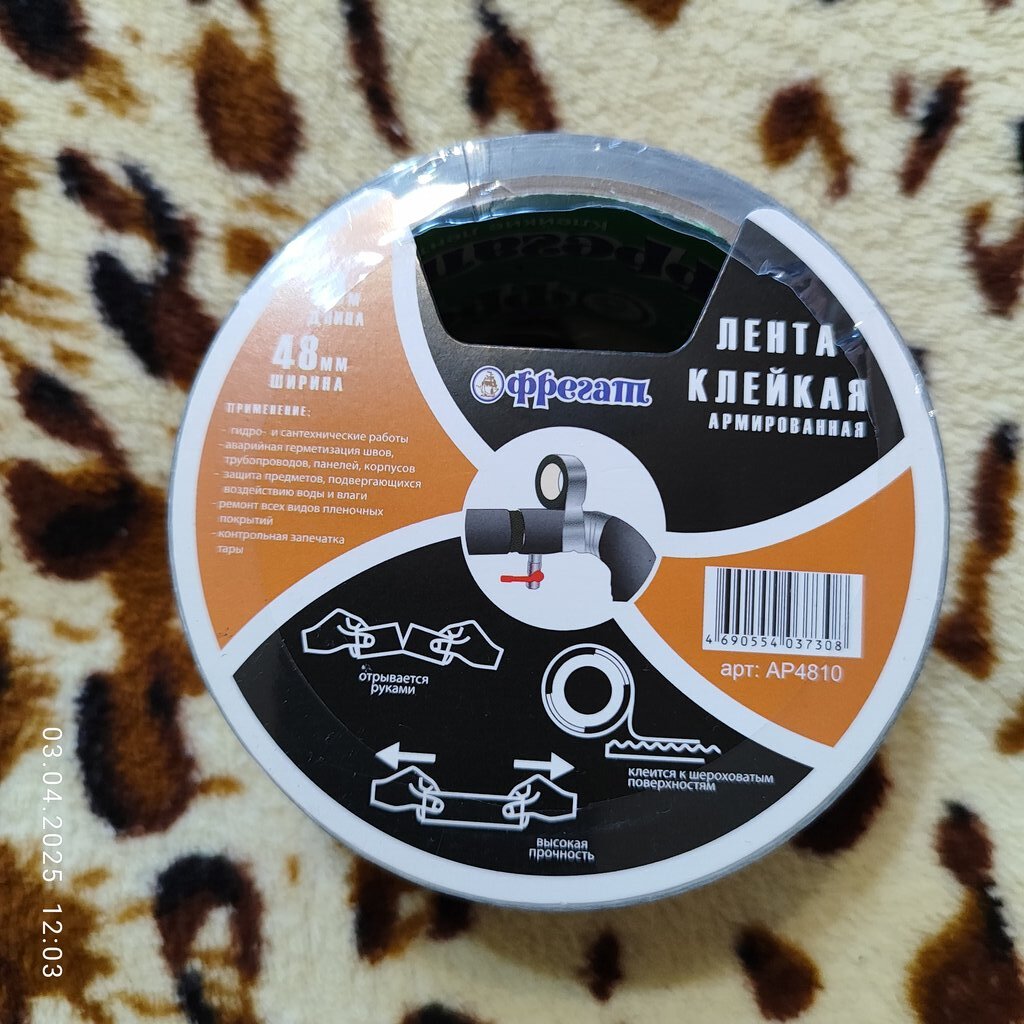 ДЛИНА
48мм
ШИРИНА
ПРИМЕНЕНИЕ:
- гидро- и сантехнические работы
- аварийная герметизация швов,
трубопроводов, панелей, корпусов
- защита предметов, подвергающихся
воздействию воды и влаги
- ремонт всех видов пленочных
покрытий
- контрольная запечатка
тары
фрегат
ЛЕНТА
КЛЕЙКАЯ
АРМИРОВАННАЯ
4 690554 037308
арт: АР4810
отрывается
руками
клеится к шероховатым
поверхностям
высокая
прочность
03.04.2025 12:03